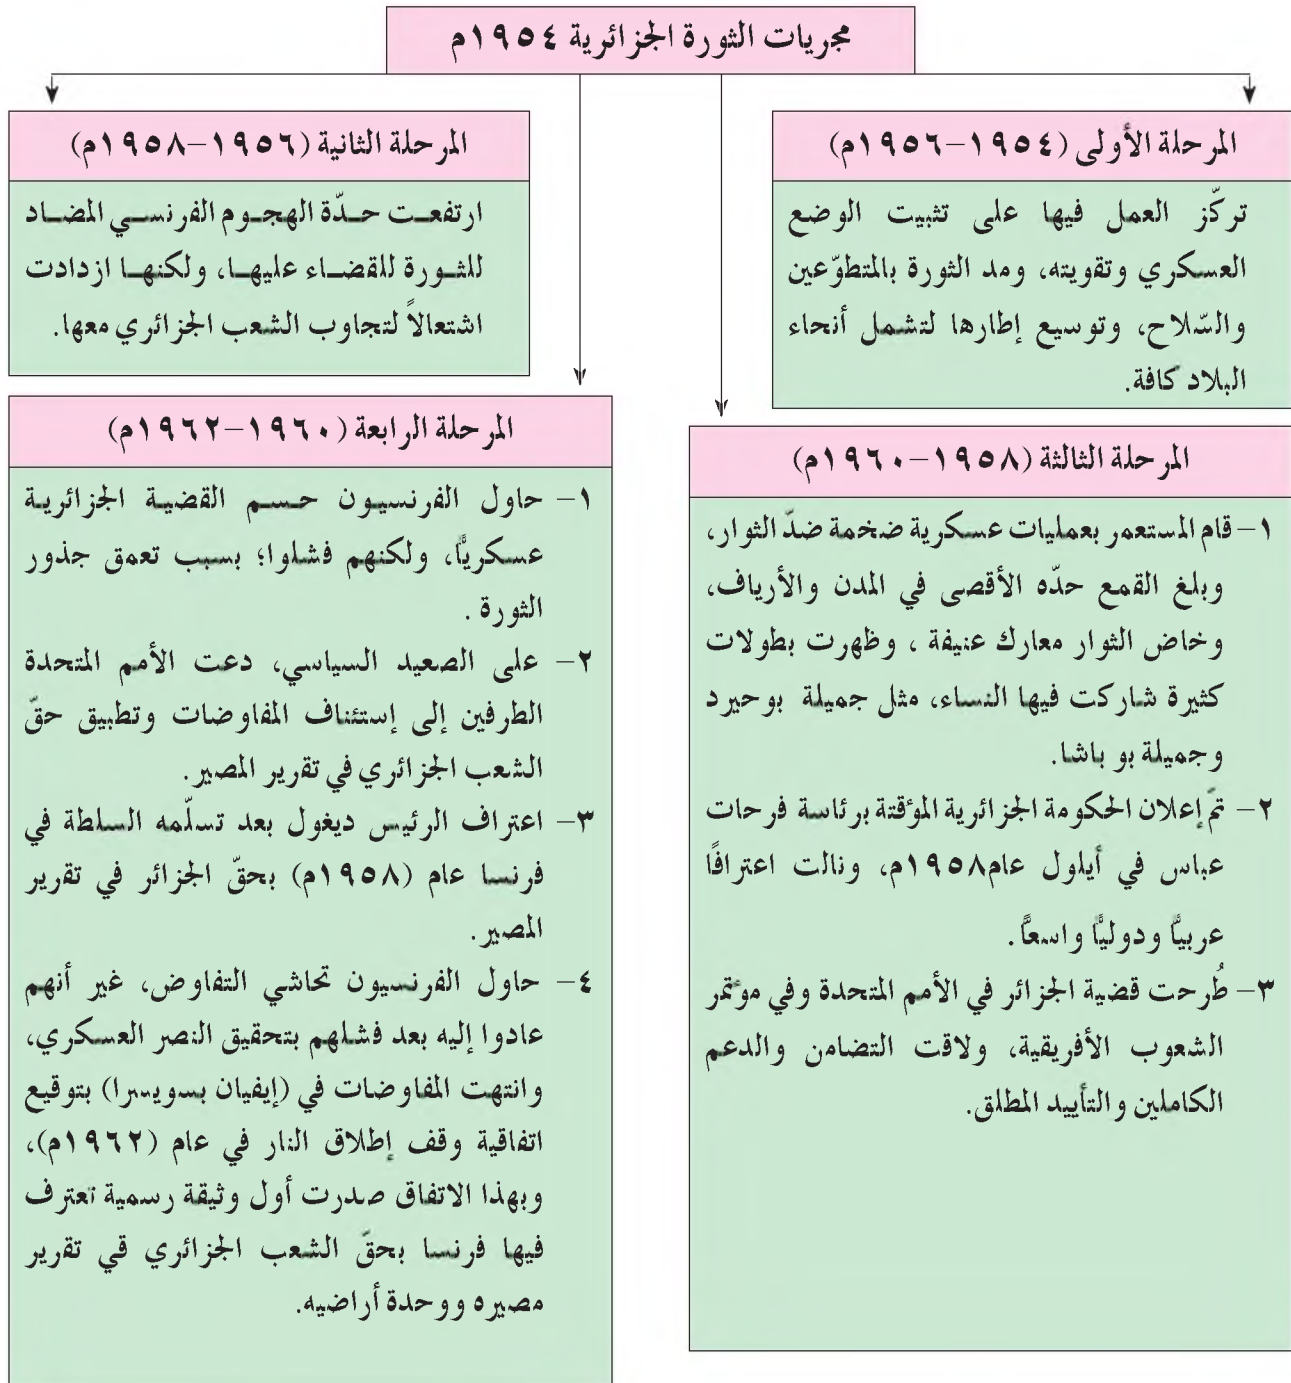 مجريات الثورة الجزائرية ١٩٥٤م
المرحلة الأولى (١٩٥٤-١٩٥٦م)
تركّز العمل فيها على تثبيت الوضع
العسكري وتقويته، ومد الثورة بالمتطوّعين
والسّلاح، وتوسيع إطارها لتشمل أنحاء
البلاد كافة.
المرحلة الثانية (١٩٥٦-١٩٥٨م)
ارتفعت حدّة الهجوم الفرنسي المضاد
للثورة للقضاء عليها، ولكنها ازدادت
اشتعالاً لتجاوب الشعب الجزائري معها.
المرحلة الثالثة (١٩٥٨-١٩٦٠م)
١- قام المستعمر بعمليات عسكرية ضخمة ضدّ الثوار،
وبلغ القمع حدّه الأقصى في المدن والأرياف،
وخاض الثوار معارك عنيفة ، وظهرت بطولات
كثيرة شاركت فيها النساء، مثل جميلة بوحيرد
وجميلة بو باشا.
٢- تمّ إعلان الحكومة الجزائرية المؤقتة برئاسة فرحات
عباس في أيلول عام١٩٥٨م، ونالت اعترافًا
عربيًّا ودوليًّا واسعًّا.
٣- طُرحت قضية الجزائر في الأمم المتحدة وفي موتمر
الشعوب الأفريقية، ولاقت التضامن والدعم
الكاملين والتأييد المطلق.
المرحلة الرابعة (١٩٦٠-١٩٦٢م)
١- حاول الفرنسيون حسم القضية الجزائرية
عسكريًّا، ولكنهم فشلوا؛ بسبب تعمق جذور
الثورة .
٢- على الصعيد السياسي، دعت الأمم المتحدة
الطرفين إلى إستئناف المفاوضات وتطبيق حقّ
الشعب الجزائري في تقرير المصير.
٣- اعتراف الرئيس ديغول بعد تسلّمه السلطة في
فرنسا عام (١٩٥٨م) بحقّ الجزائر في تقرير
المصير.
٤- حاول الفرنسيون تحاشي التفاوض، غير أنهم
عادوا إليه بعد فشلهم بتحقيق النصر العسكري،
وانتهت المفاوضات في (إيفيان بسويسرا) بتوقيع
اتفاقية وقف إطلاق النار في عام (١٩٦٢م)،
وبهذا الاتفاق صدرت أول وثيقة رسمية تعترف
فيها فرنسا بحقّ الشعب الجزائري قي تقرير
مصيره ووحدة أراضيه.